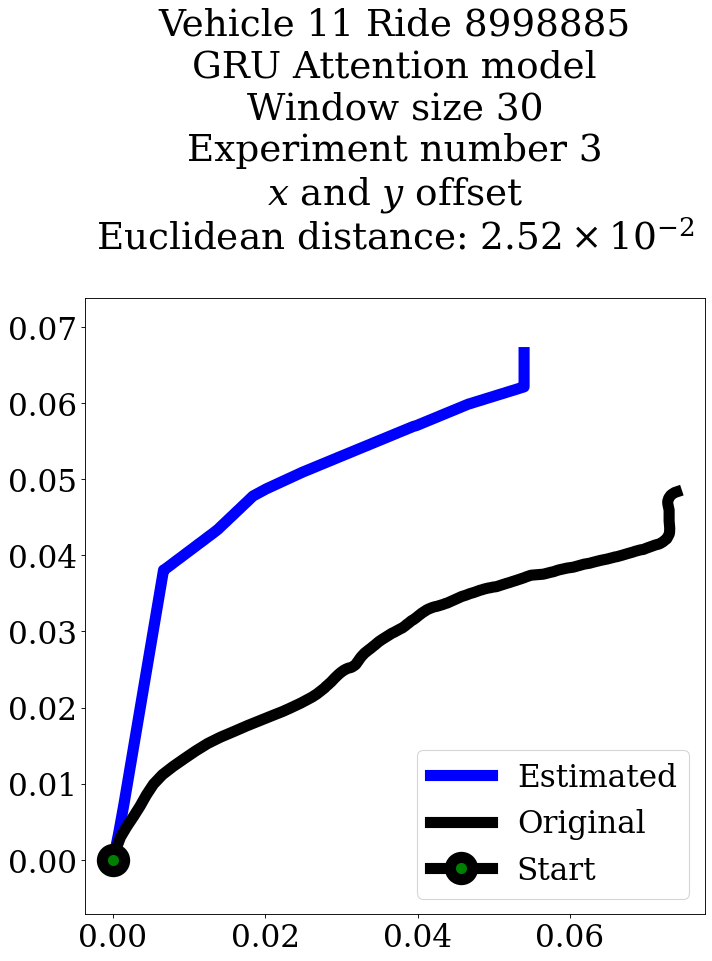 Vehicle 11 Ride 8998885
GRU Attention model
Window size 30
Experiment number 3
x and y offset
Euclidean distance: 2.52 × 10⁻²
0.07
0.06
0.05
0.04
0.03
0.02
0.01
0.00
Estimated
Original
Start
0.00 0.02 0.04 0.06